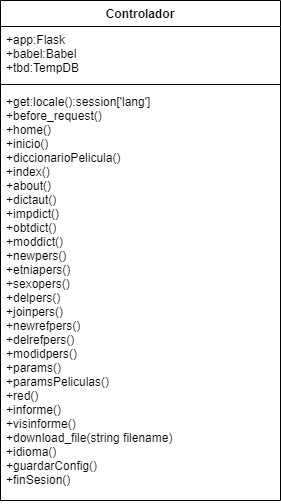 Controlador
+app:Flask
+babel:Babel
+tbd:TempDB
+get:locale():session['lang']
+before_request()
+home()
+inicio()
+diccionarioPelicula()
+index()
+about()
+dictaut()
+impdict()
+obtdict()
+moddict()
+newpers()
+etniapers()
+sexopers()
+delpers()
+joinpers()
+newrefpers()
+delrefpers()
+modidpers()
+params()
+paramsPeliculas()
+red()
+informe()
+visinforme()
+download_file(string filename)
+idioma()
+guardarConfig()
+finSesion()